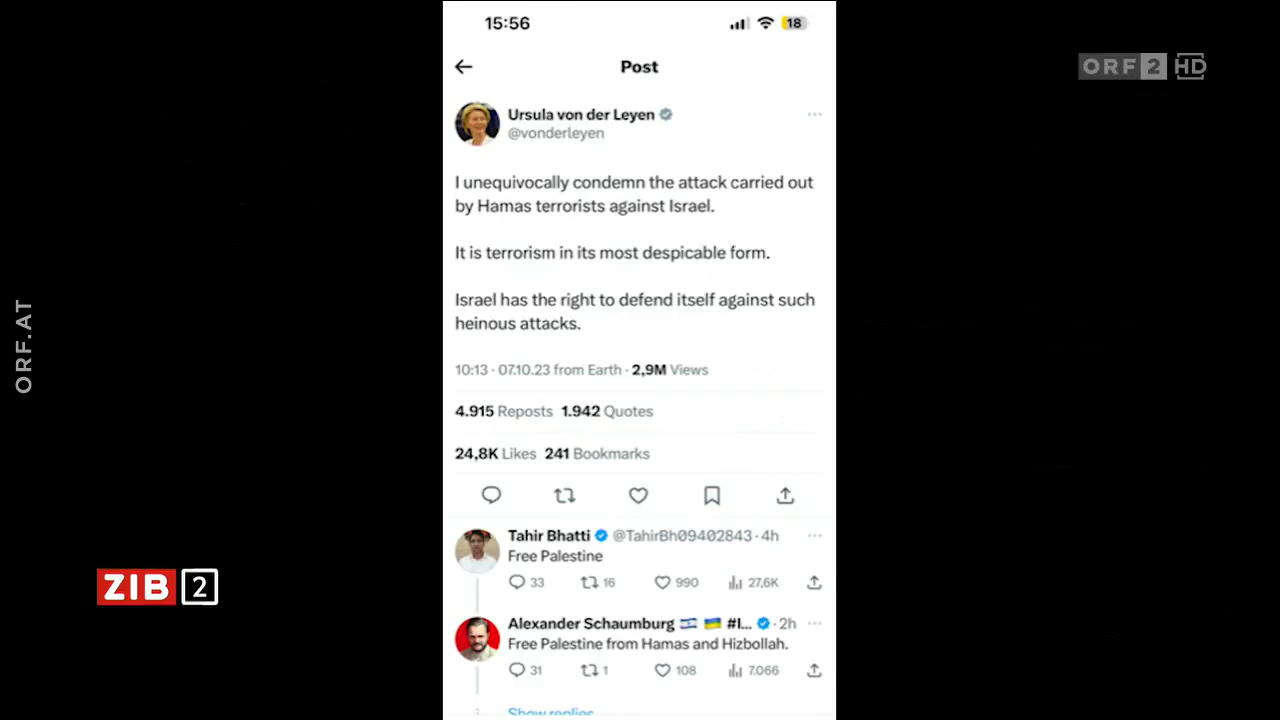 15:56
18
Post
ORF 2 HD
Ursula von der Leyen
@vonderleyen
I unequivocally condemn the attack carried out
by Hamas terrorists against Israel.
It is terrorism in its most despicable form.
Israel has the right to defend itself against such
heinous attacks.
10:13 · 07.10.23 from Earth · 2,9M Views
4.915 Reposts 1.942 Quotes
24,8K Likes 241 Bookmarks
Tahir Bhatti @TahirBh09402843 · 4h
Free Palestine
33 16 990 27,6K
Alexander Schaumburg 🇮🇱 🇺🇦 #I... · 2h
Free Palestine from Hamas and Hizbollah.
31 1 108 7.066
Show replies
ORF.AT
ZIB 2